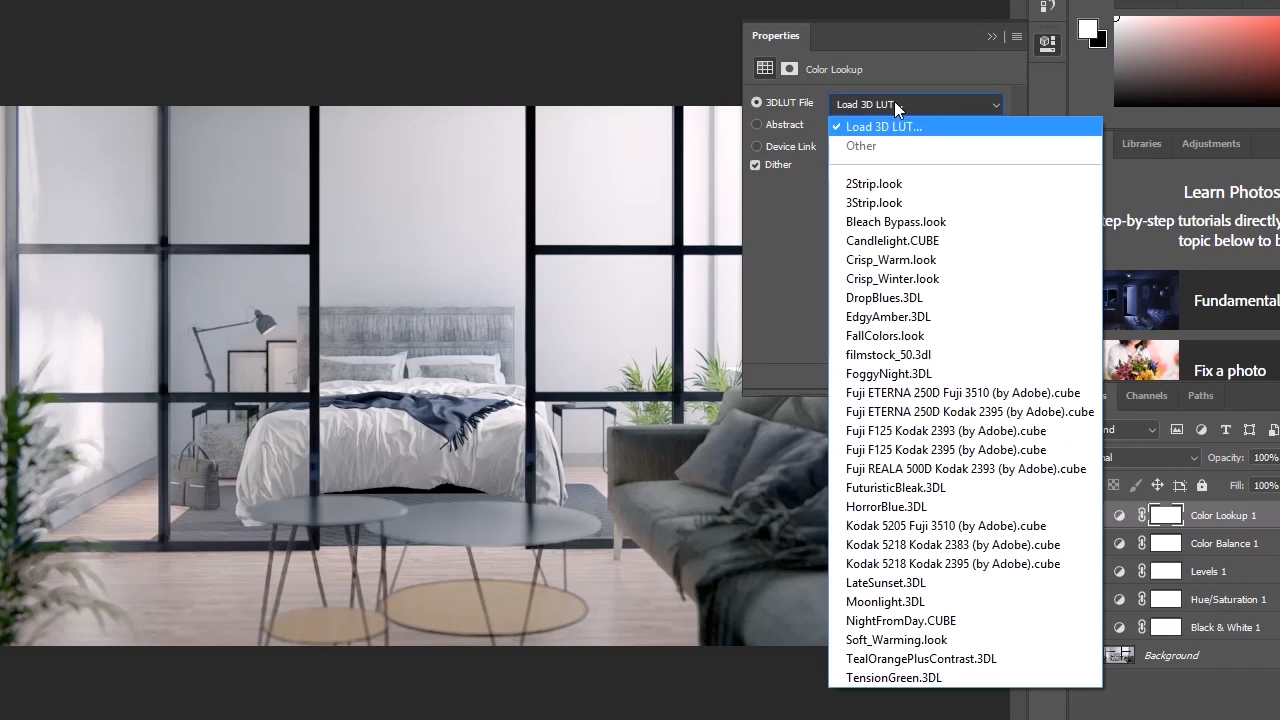 Properties
Color Lookup
3DLUT File
Load 3D LUT...
Abstract
Device Link
Dither
Load 3D LUT...
Other
2Strip.look
3Strip.look
Bleach Bypass.look
Candlelight.CUBE
Crisp_Warm.look
Crisp_Winter.look
DropBlues.3DL
EdgyAmber.3DL
FallColors.look
filmstock_50.3dl
FoggyNight.3DL
Fuji ETERNA 250D Fuji 3510 (by Adobe).cube
Fuji ETERNA 250D Kodak 2395 (by Adobe).cube
Fuji F125 Kodak 2393 (by Adobe).cube
Fuji F125 Kodak 2395 (by Adobe).cube
Fuji REALA 500D Kodak 2393 (by Adobe).cube
FuturisticBleak.3DL
HorrorBlue.3DL
Kodak 5205 Fuji 3510 (by Adobe).cube
Kodak 5218 Kodak 2383 (by Adobe).cube
Kodak 5218 Kodak 2395 (by Adobe).cube
LateSunset.3DL
Moonlight.3DL
NightFromDay.CUBE
Soft_Warming.look
TealOrangePlusContrast.3DL
TensionGreen.3DL
Libraries Adjustments
Learn Photos
tep-by-step tutorials directly
topic below to b
Fundamental
Fix a photo
s Channels Paths
nd
al Opacity: 100%
Fill: 100%
Color Lookup 1
Color Balance 1
Levels 1
Hue/Saturation 1
Black & White 1
Background